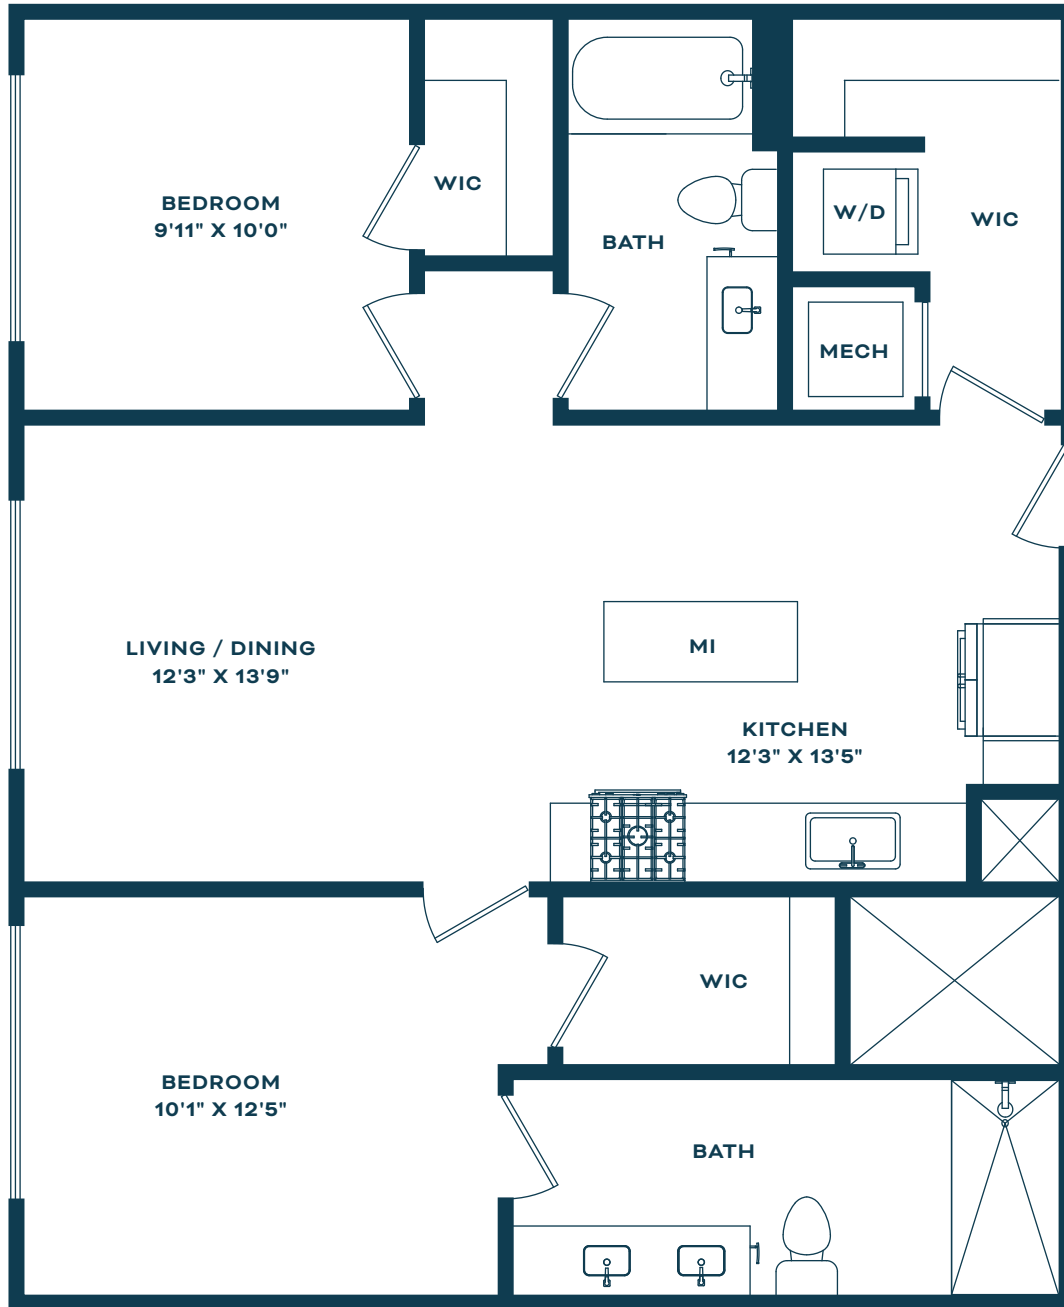 BEDROOM
9'11" X 10'0"
WIC
BATH
W/D
WIC
MECH
LIVING / DINING
12'3" X 13'9"
MI
KITCHEN
12'3" X 13'5"
WIC
BEDROOM
10'1" X 12'5"
BATH